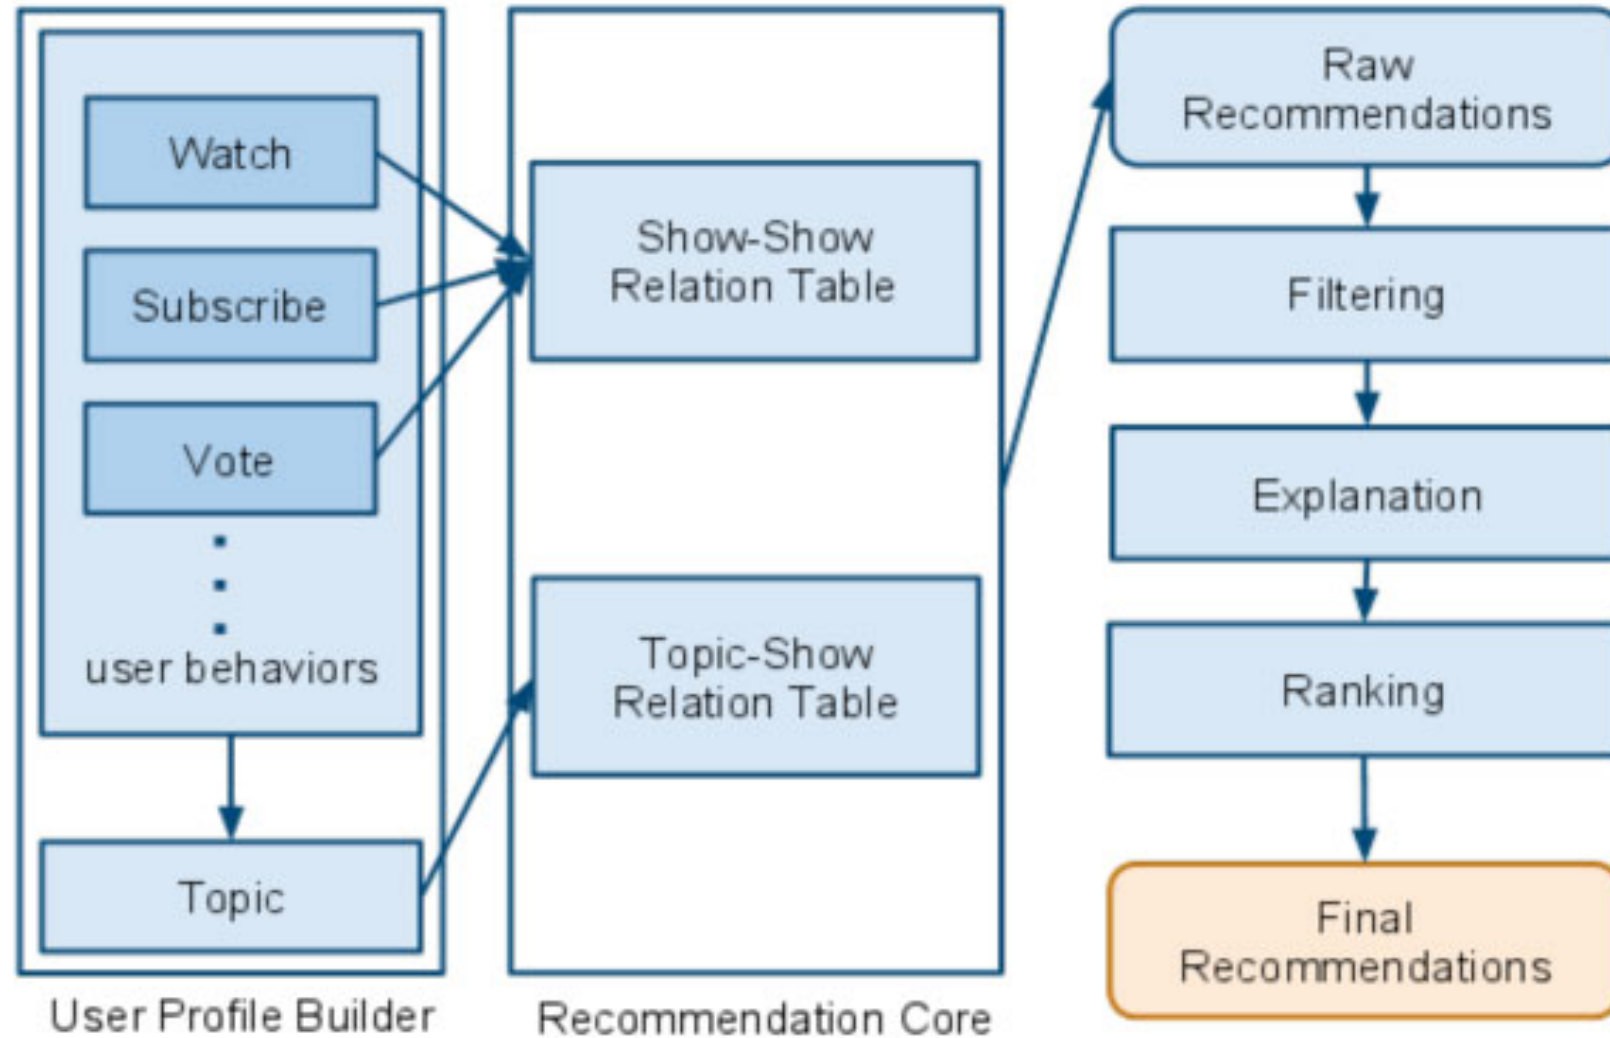 Watch
Subscribe
Vote
user behaviors
Topic
User Profile Builder
Show-Show
Relation Table
Topic-Show
Relation Table
Recommendation Core
Raw
Recommendations
Filtering
Explanation
Ranking
Final
Recommendations